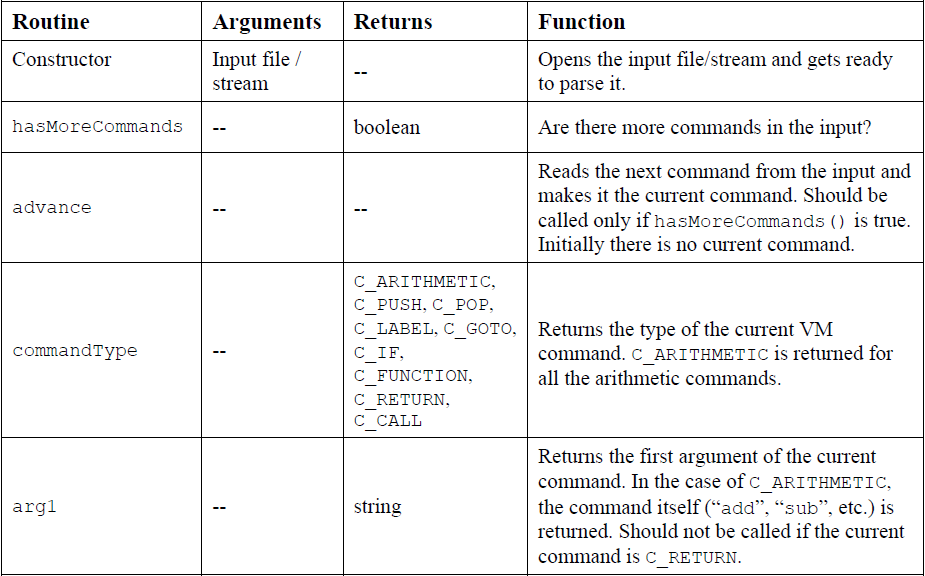 Routine Arguments Returns Function
Constructor Input file / stream -- Opens the input file/stream and gets ready
to parse it.
hasMoreCommands -- boolean Are there more commands in the input?
advance -- -- Reads the next command from the input and
makes it the current command. Should be
called only if hasMoreCommands() is true.
Initially there is no current command.
commandType -- C_ARITHMETIC,
C_PUSH, C_POP,
C_LABEL, C_GOTO,
C_IF,
C_FUNCTION,
C_RETURN,
C_CALL
Returns the type of the current VM
command. C_ARITHMETIC is returned for
all the arithmetic commands.
arg1 -- string Returns the first argument of the current
command. In the case of C_ARITHMETIC,
the command itself (“add”, “sub”, etc.) is
returned. Should not be called if the current
command is C_RETURN.